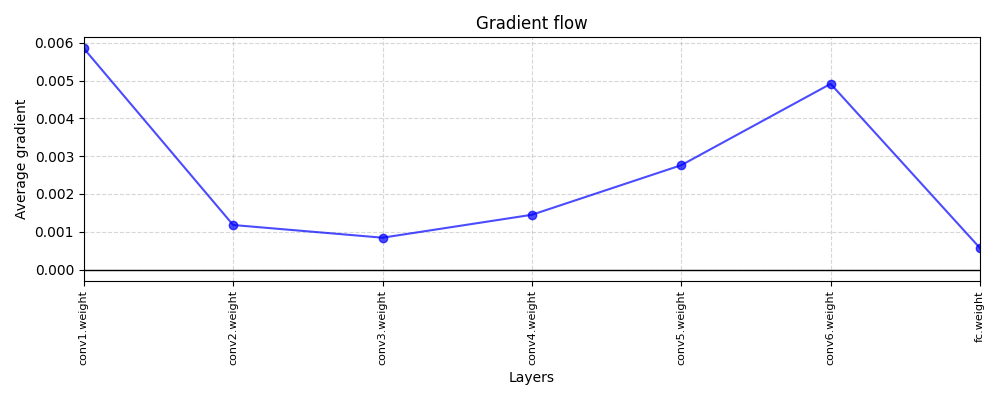 Gradient flow
Average gradient
0.006
0.005
0.004
0.003
0.002
0.001
0.000
conv1.weight
conv2.weight
conv3.weight
conv4.weight
conv5.weight
conv6.weight
fc.weight
Layers